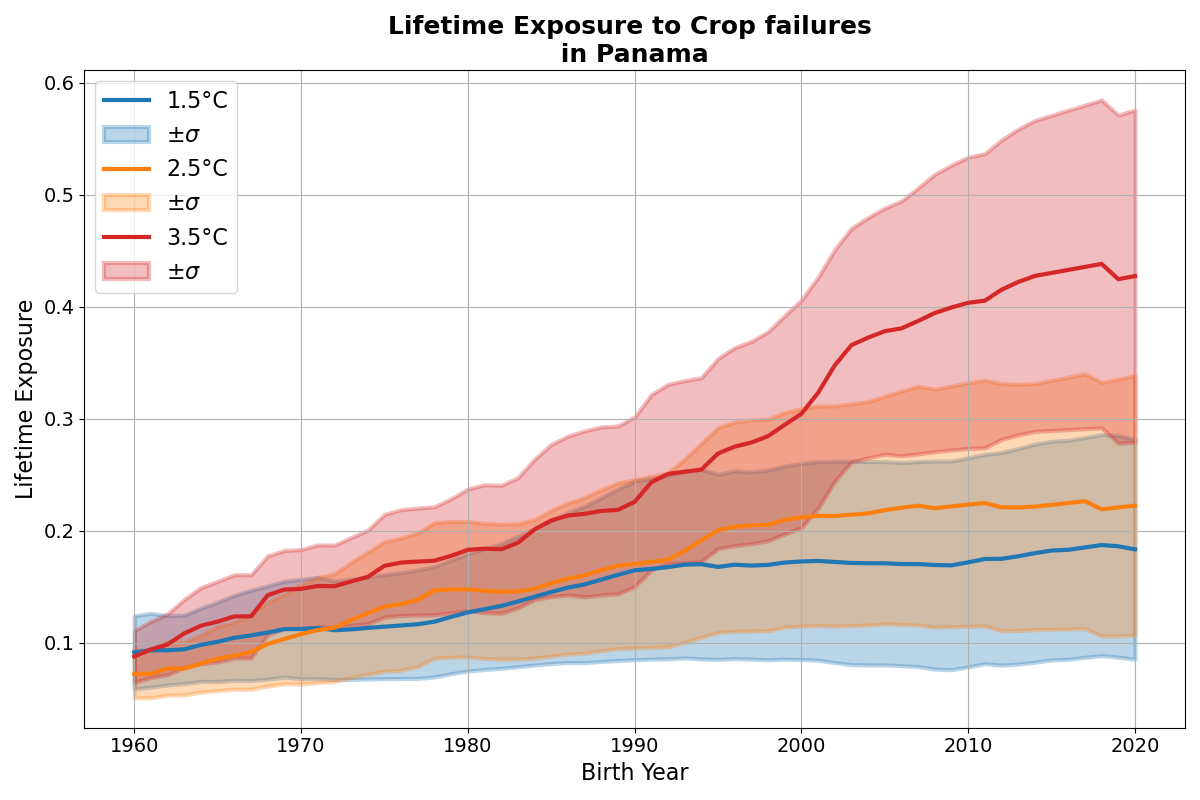 Lifetime Exposure to Crop failures
in Panama
1.5°C
±σ
2.5°C
±σ
3.5°C
±σ
Lifetime Exposure
0.6
0.5
0.4
0.3
0.2
0.1
1960 1970 1980 1990 2000 2010 2020
Birth Year